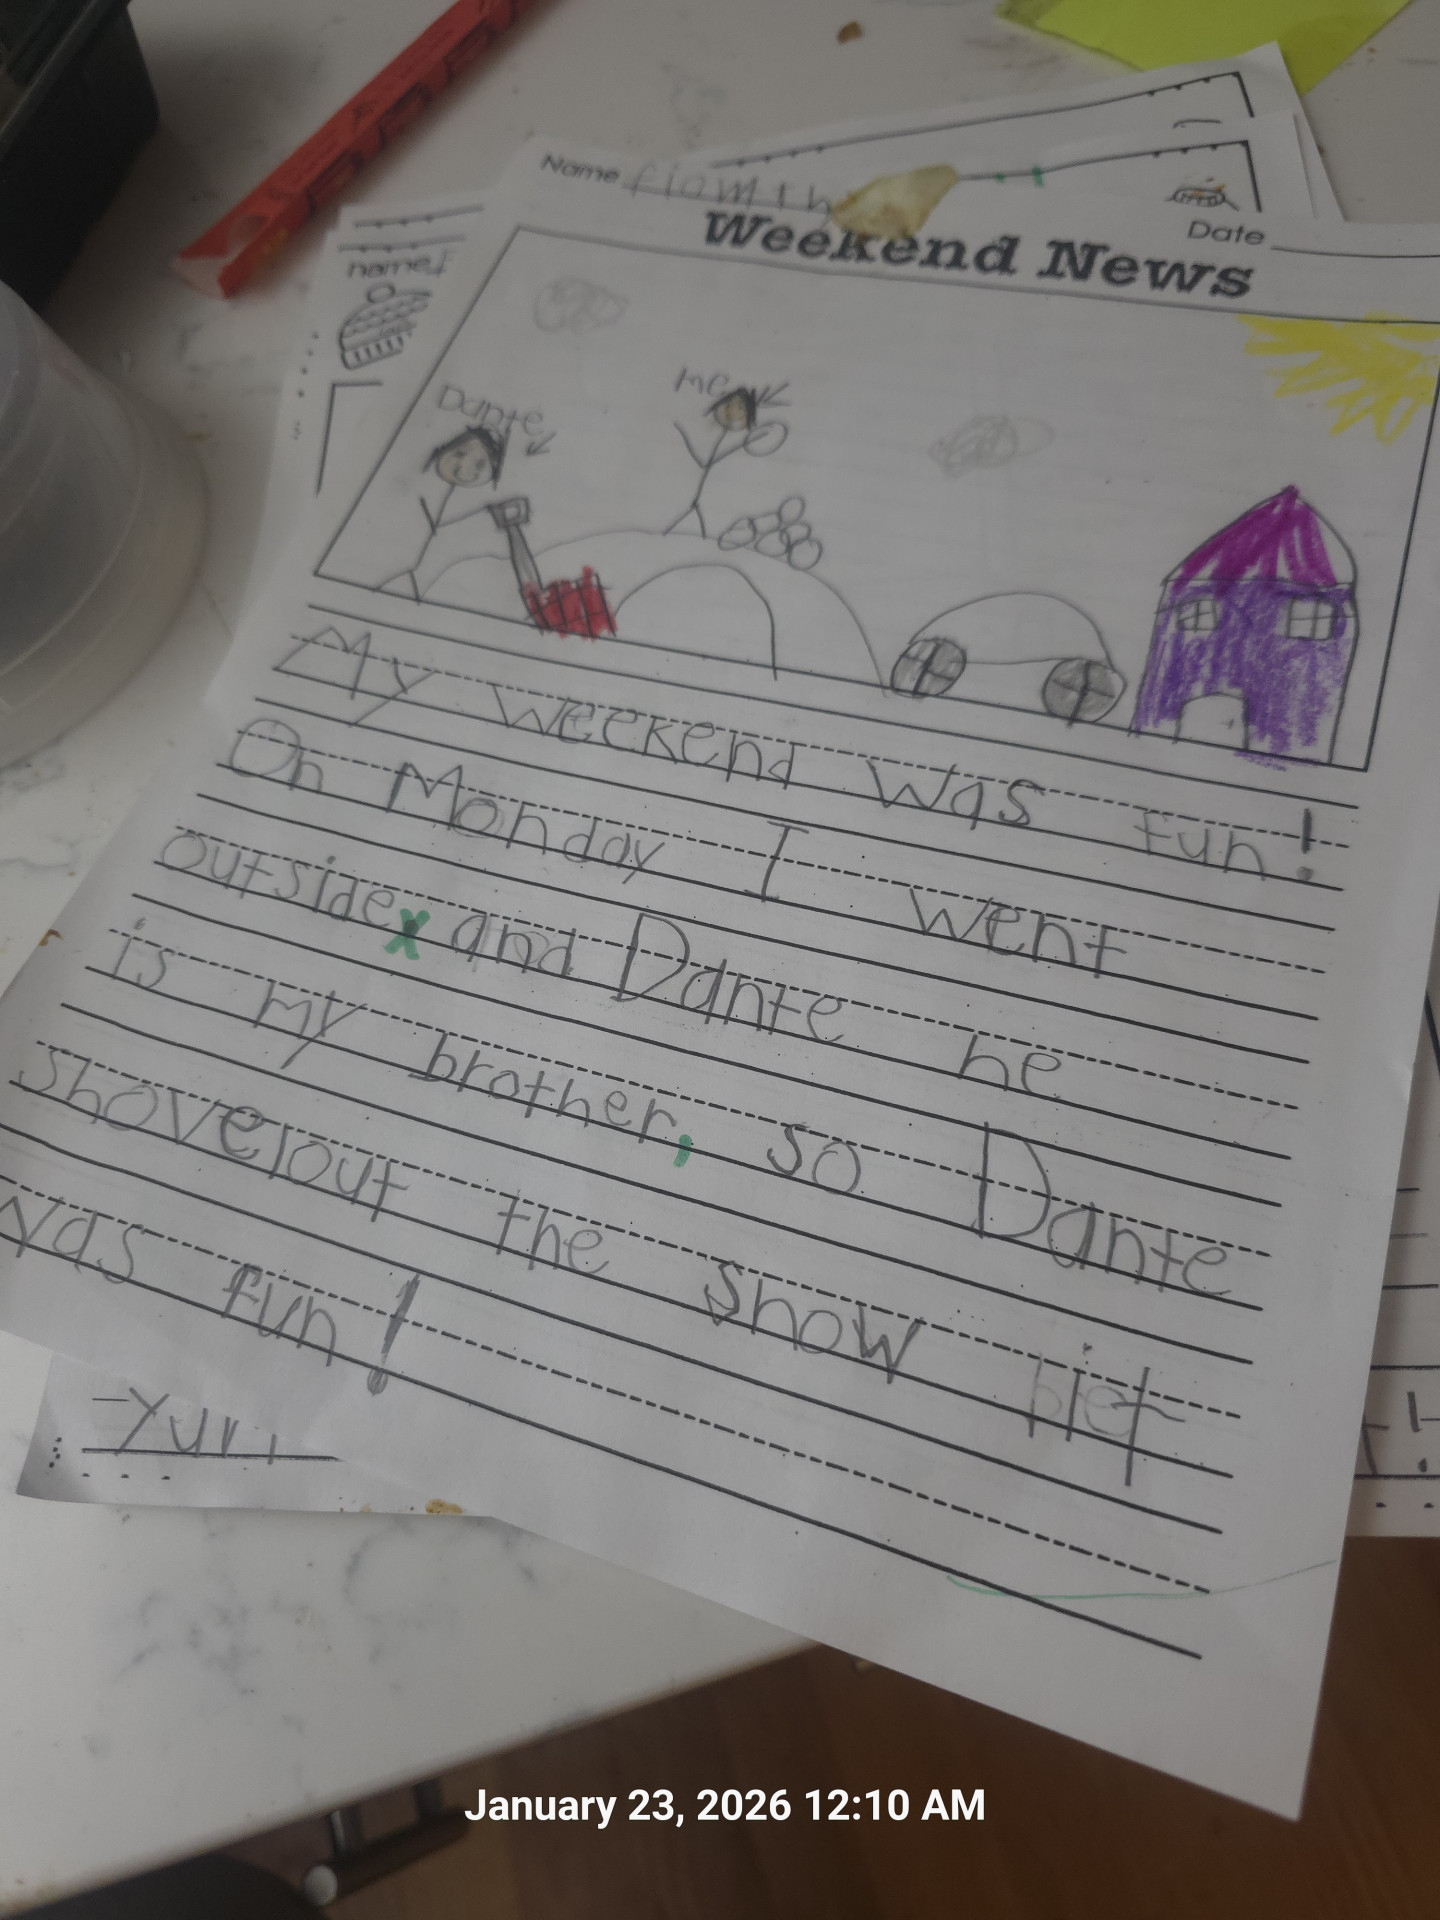 Name
Weekend News
Date
name
Dante
Me
My weekend was fun!
On Monday I went
outside x and Dante he
is my brother, so Dante
shovelout the show
was fun!
January 23, 2026 12:10 AM